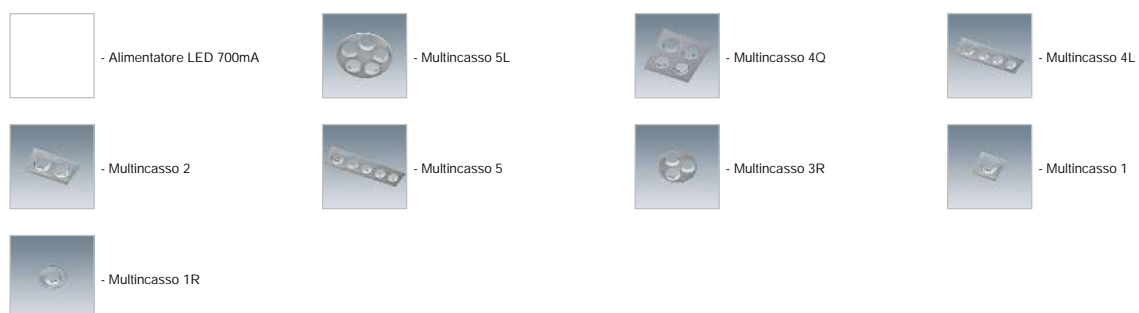 - Alimentatore LED 700mA
- Multincasso 5L
- Multincasso 4Q
- Multincasso 4L
- Multincasso 2
- Multincasso 5
- Multincasso 3R
- Multincasso 1
- Multincasso 1R